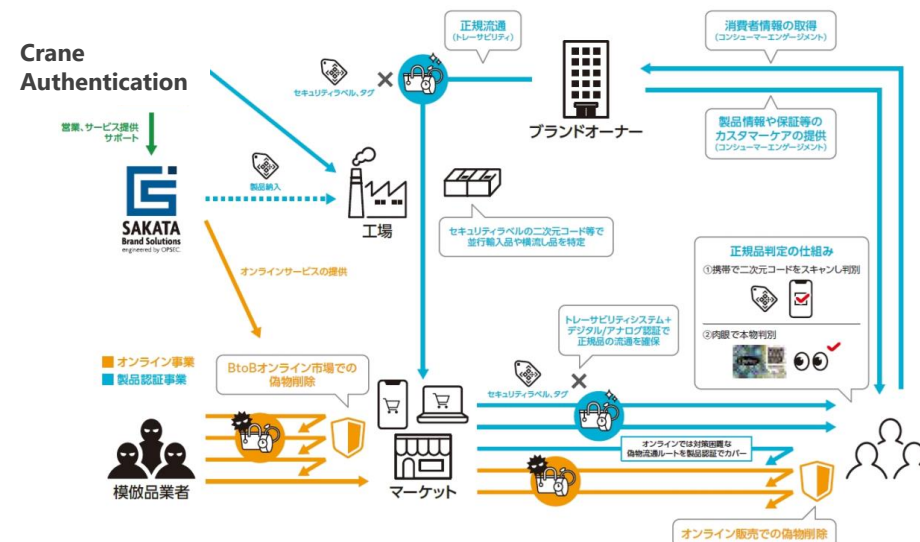 Crane
Authentication
営業、サービス提供
サポート
SAKATA
Brand Solutions
engineered by OPSEC
セキュリティラベル、タグ
正規流通
(トレーサビリティ)
ブランドオーナー
消費者情報の取得
(コンシューマーエンゲージメント)
製品情報や保証等の
カスタマーケアの提供
(コンシューマーエンゲージメント)
製品納入
工場
セキュリティラベルの二次元コード等で
並行輸入品や横流し品を特定
オンラインサービスの提供
正規品判定の仕組み
①携帯で二次元コードをスキャンし判別
②肉眼で本物判別
トレーサビリティシステム+
デジタル/アナログ認証で
正規品の流通を確保
オンライン事業
製品認証事業
BtoBオンライン市場での
偽物削除
セキュリティラベル、タグ
模倣品業者
マーケット
オンラインでは対策困難な
偽物流通ルートを製品認証でカバー
オンライン販売での偽物削除